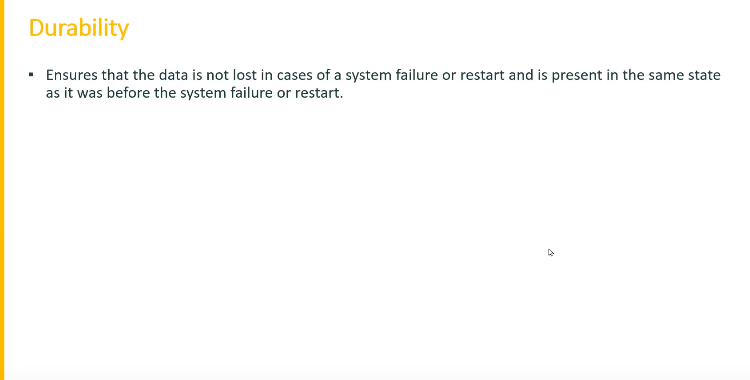 Durability
▪ Ensures that the data is not lost in cases of a system failure or restart and is present in the same state
as it was before the system failure or restart.